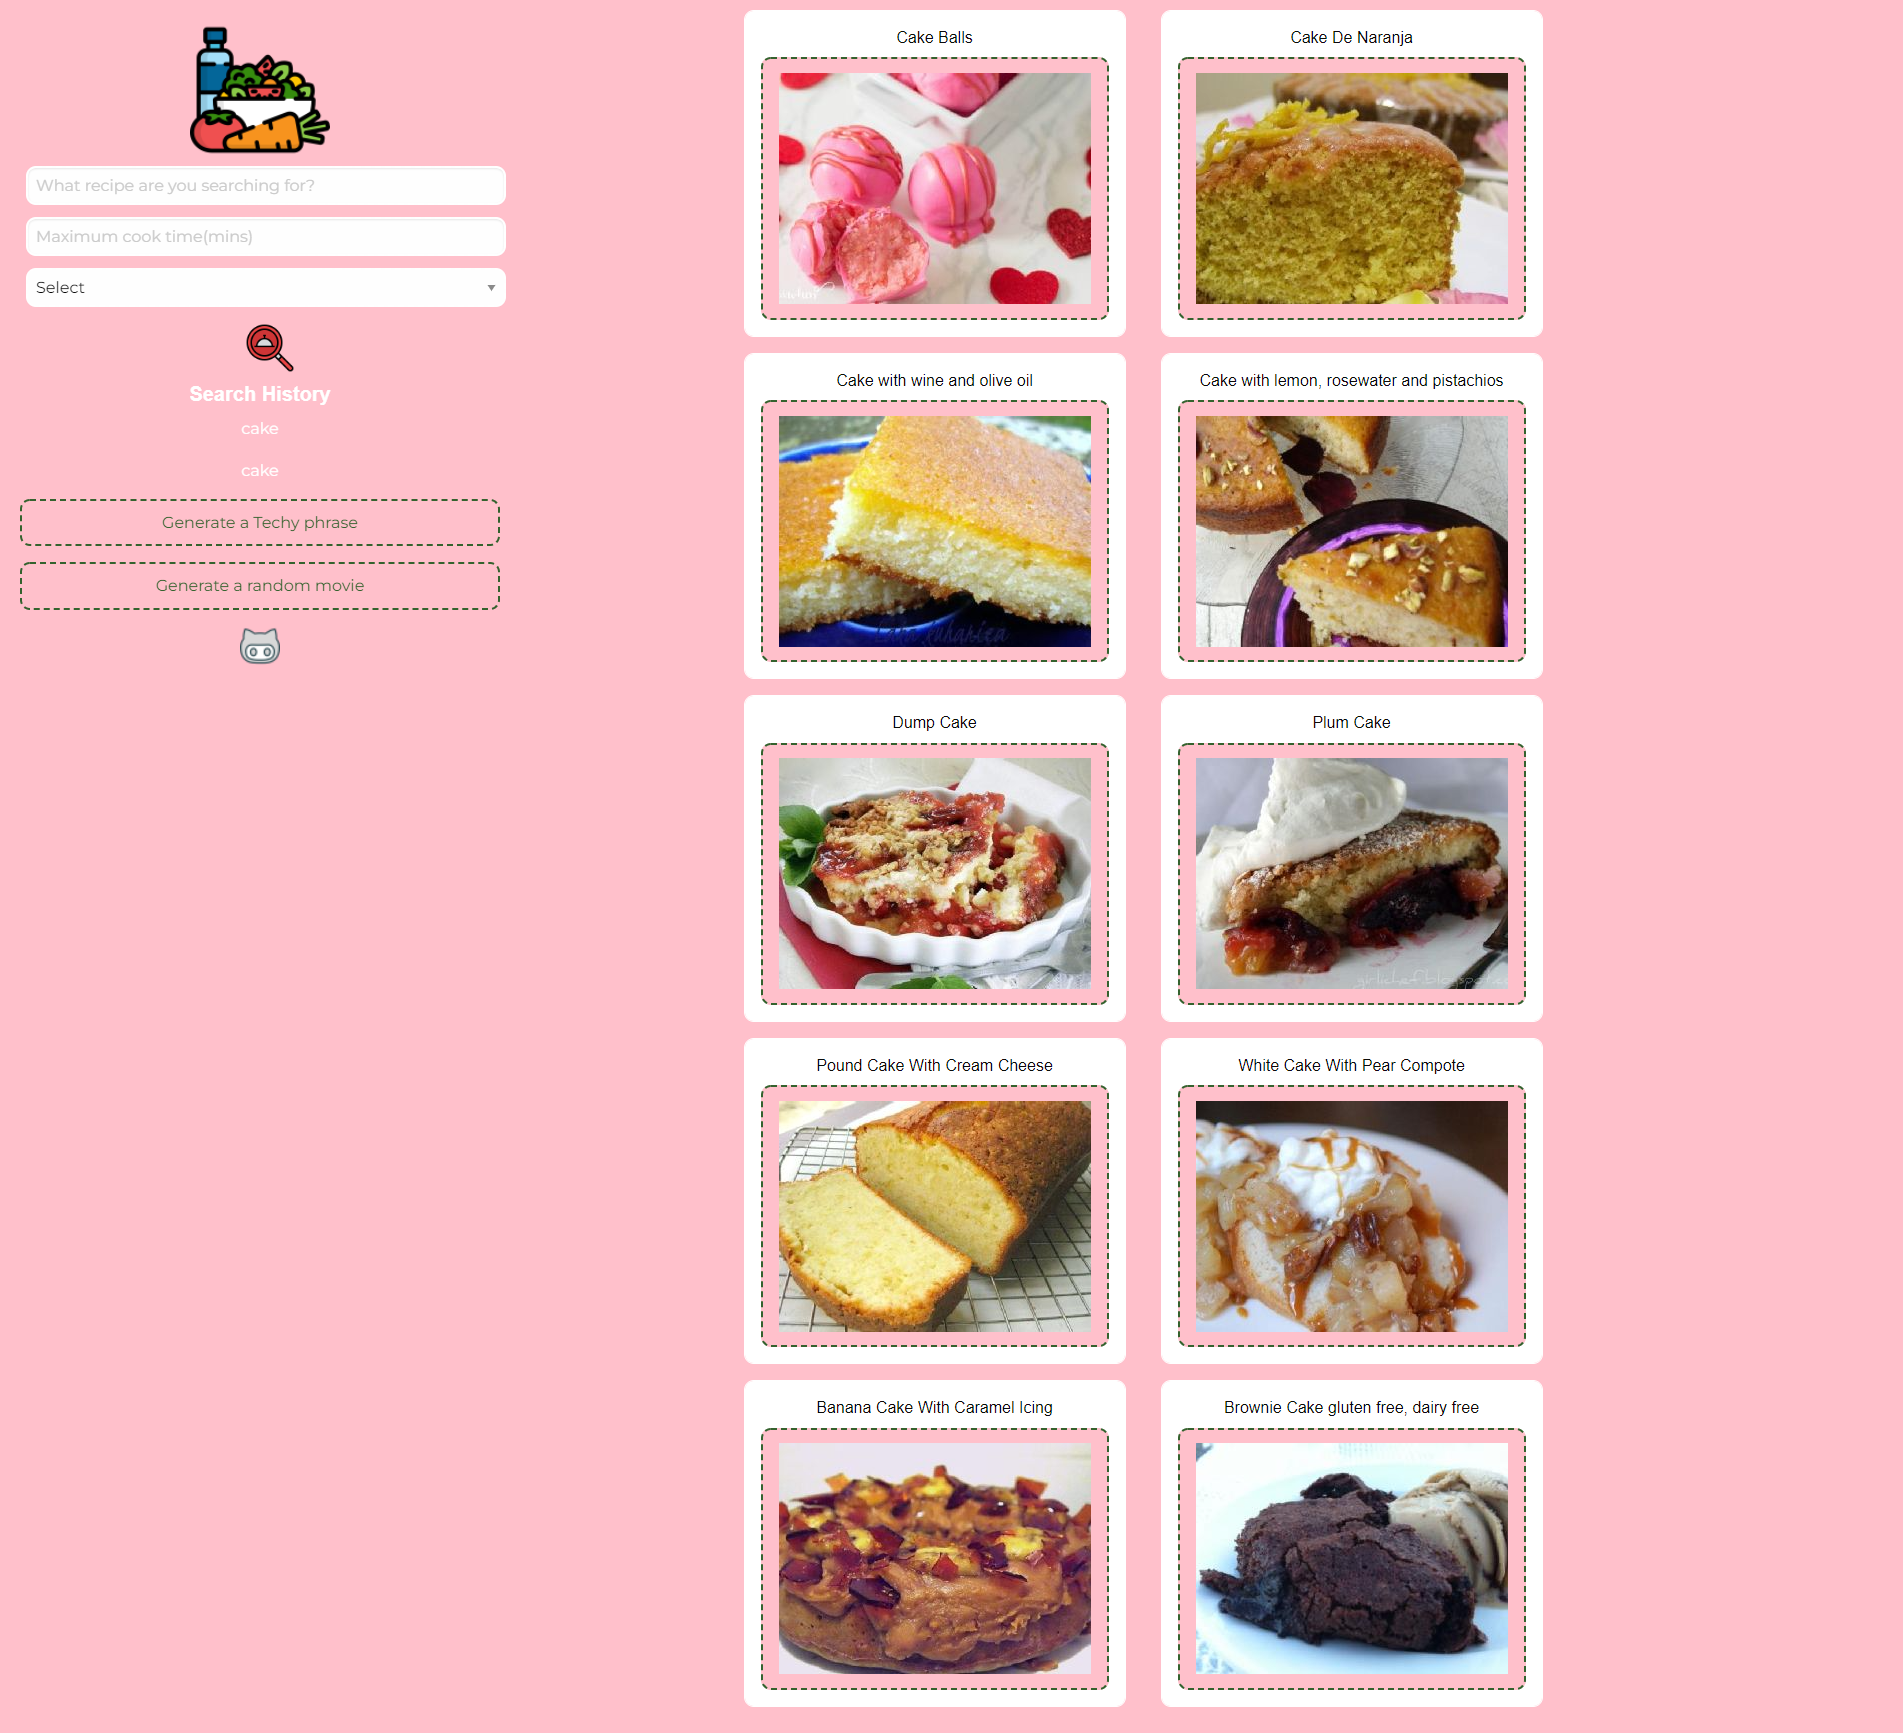 What recipe are you searching for?
Maximum cook time(mins)
Select
Search History
cake
cake
Generate a Techy phrase
Generate a random movie
Cake Balls
Cake De Naranja
Cake with wine and olive oil
Cake with lemon, rosewater and pistachios
Dump Cake
Plum Cake
girlichef.blogspot.c
Pound Cake With Cream Cheese
White Cake With Pear Compote
Banana Cake With Caramel Icing
Brownie Cake gluten free, dairy free